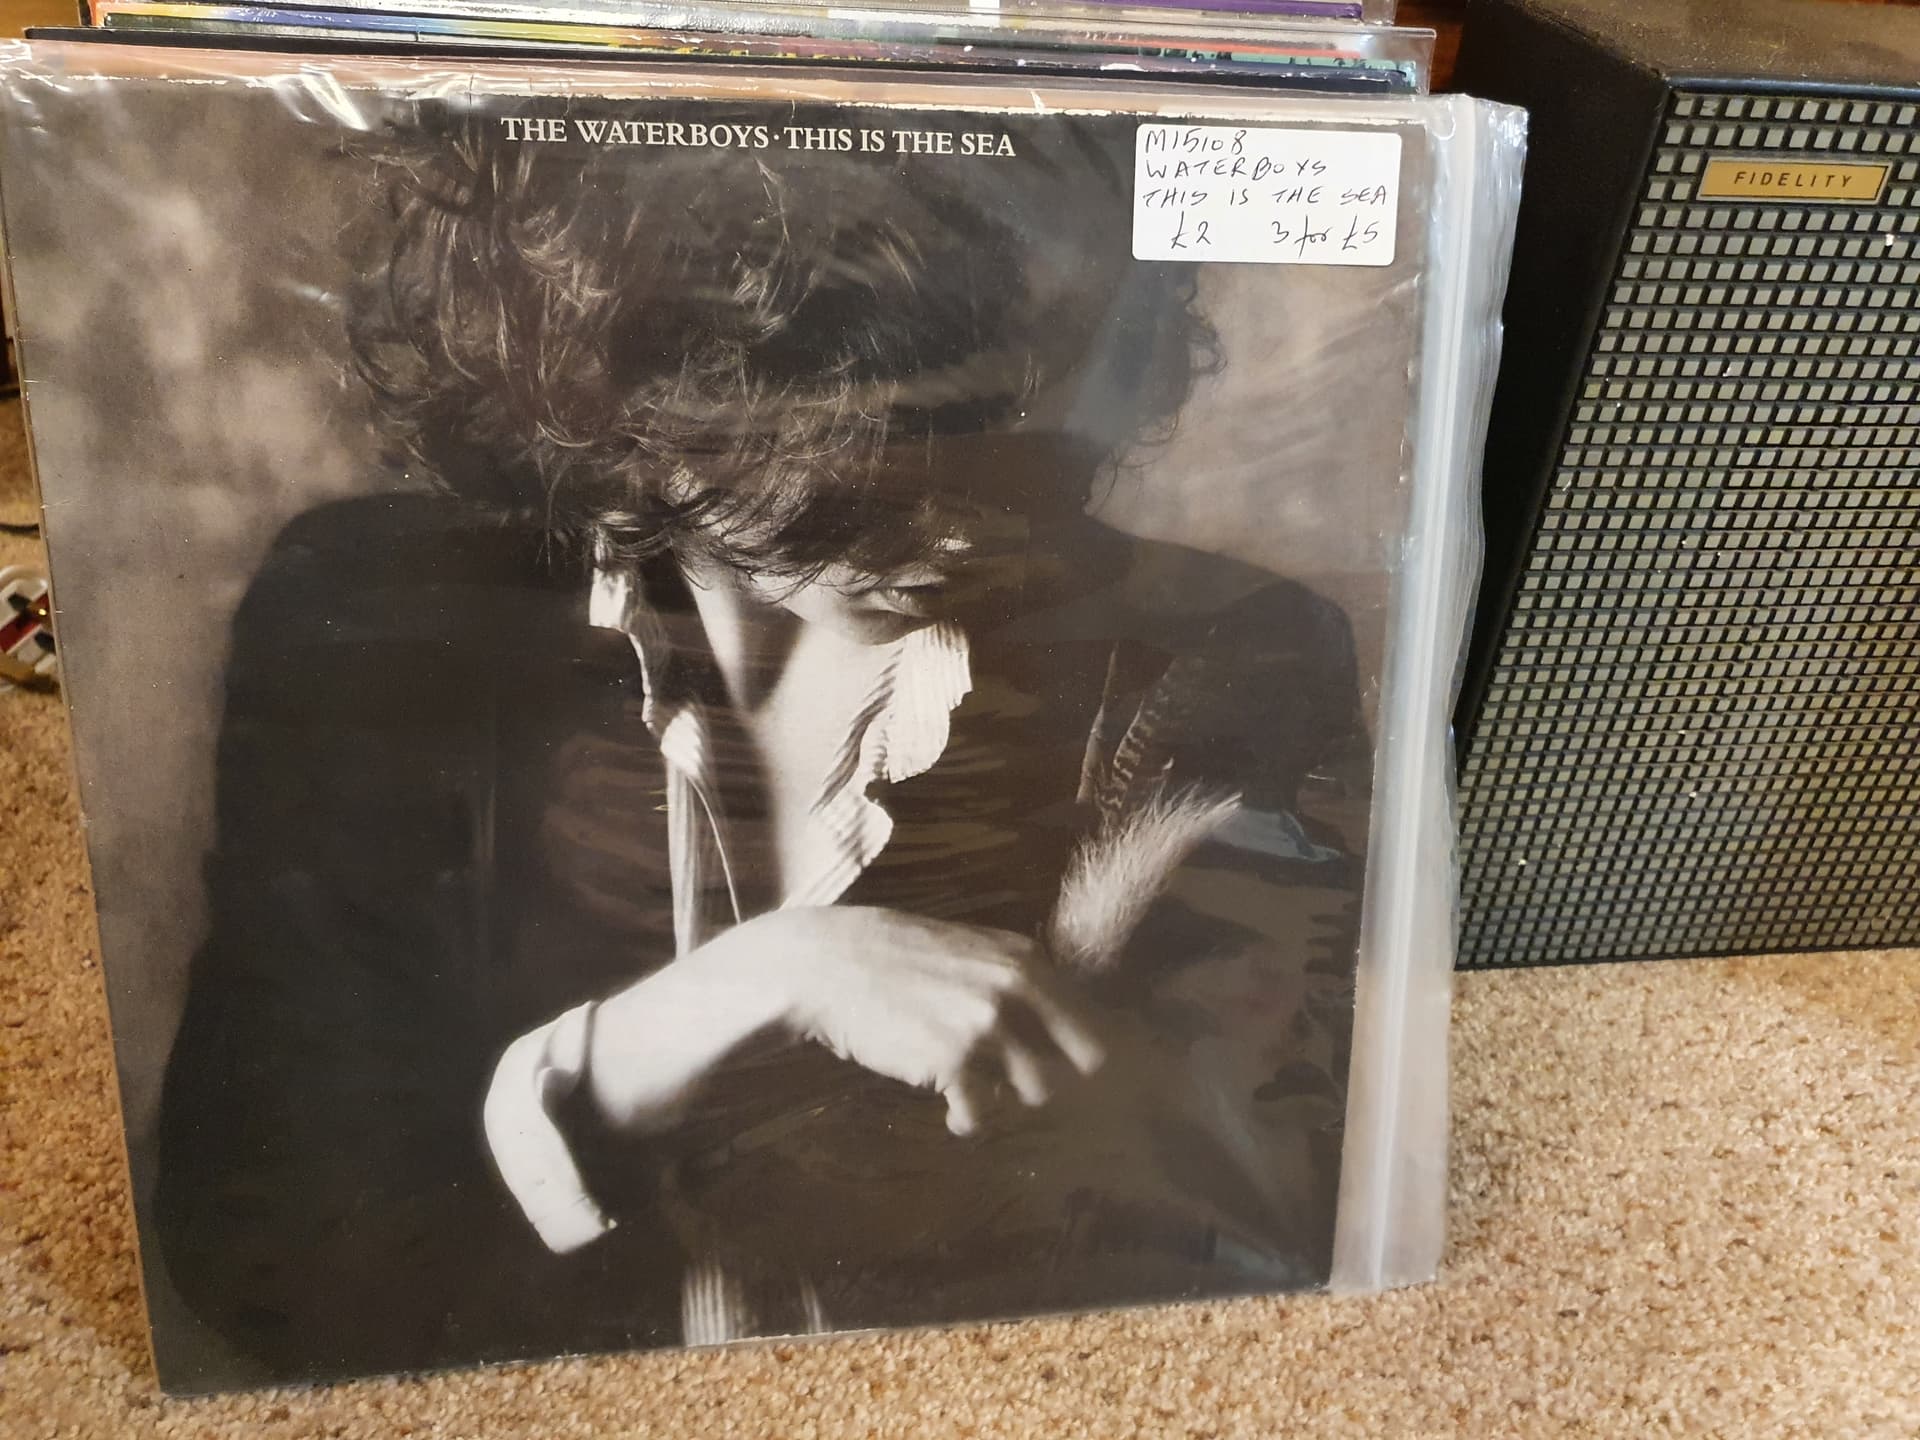 THE WATERBOYS · THIS IS THE SEA
M15108
WATERBOYS
THIS IS THE SEA
£2 3 for £5
FIDELITY